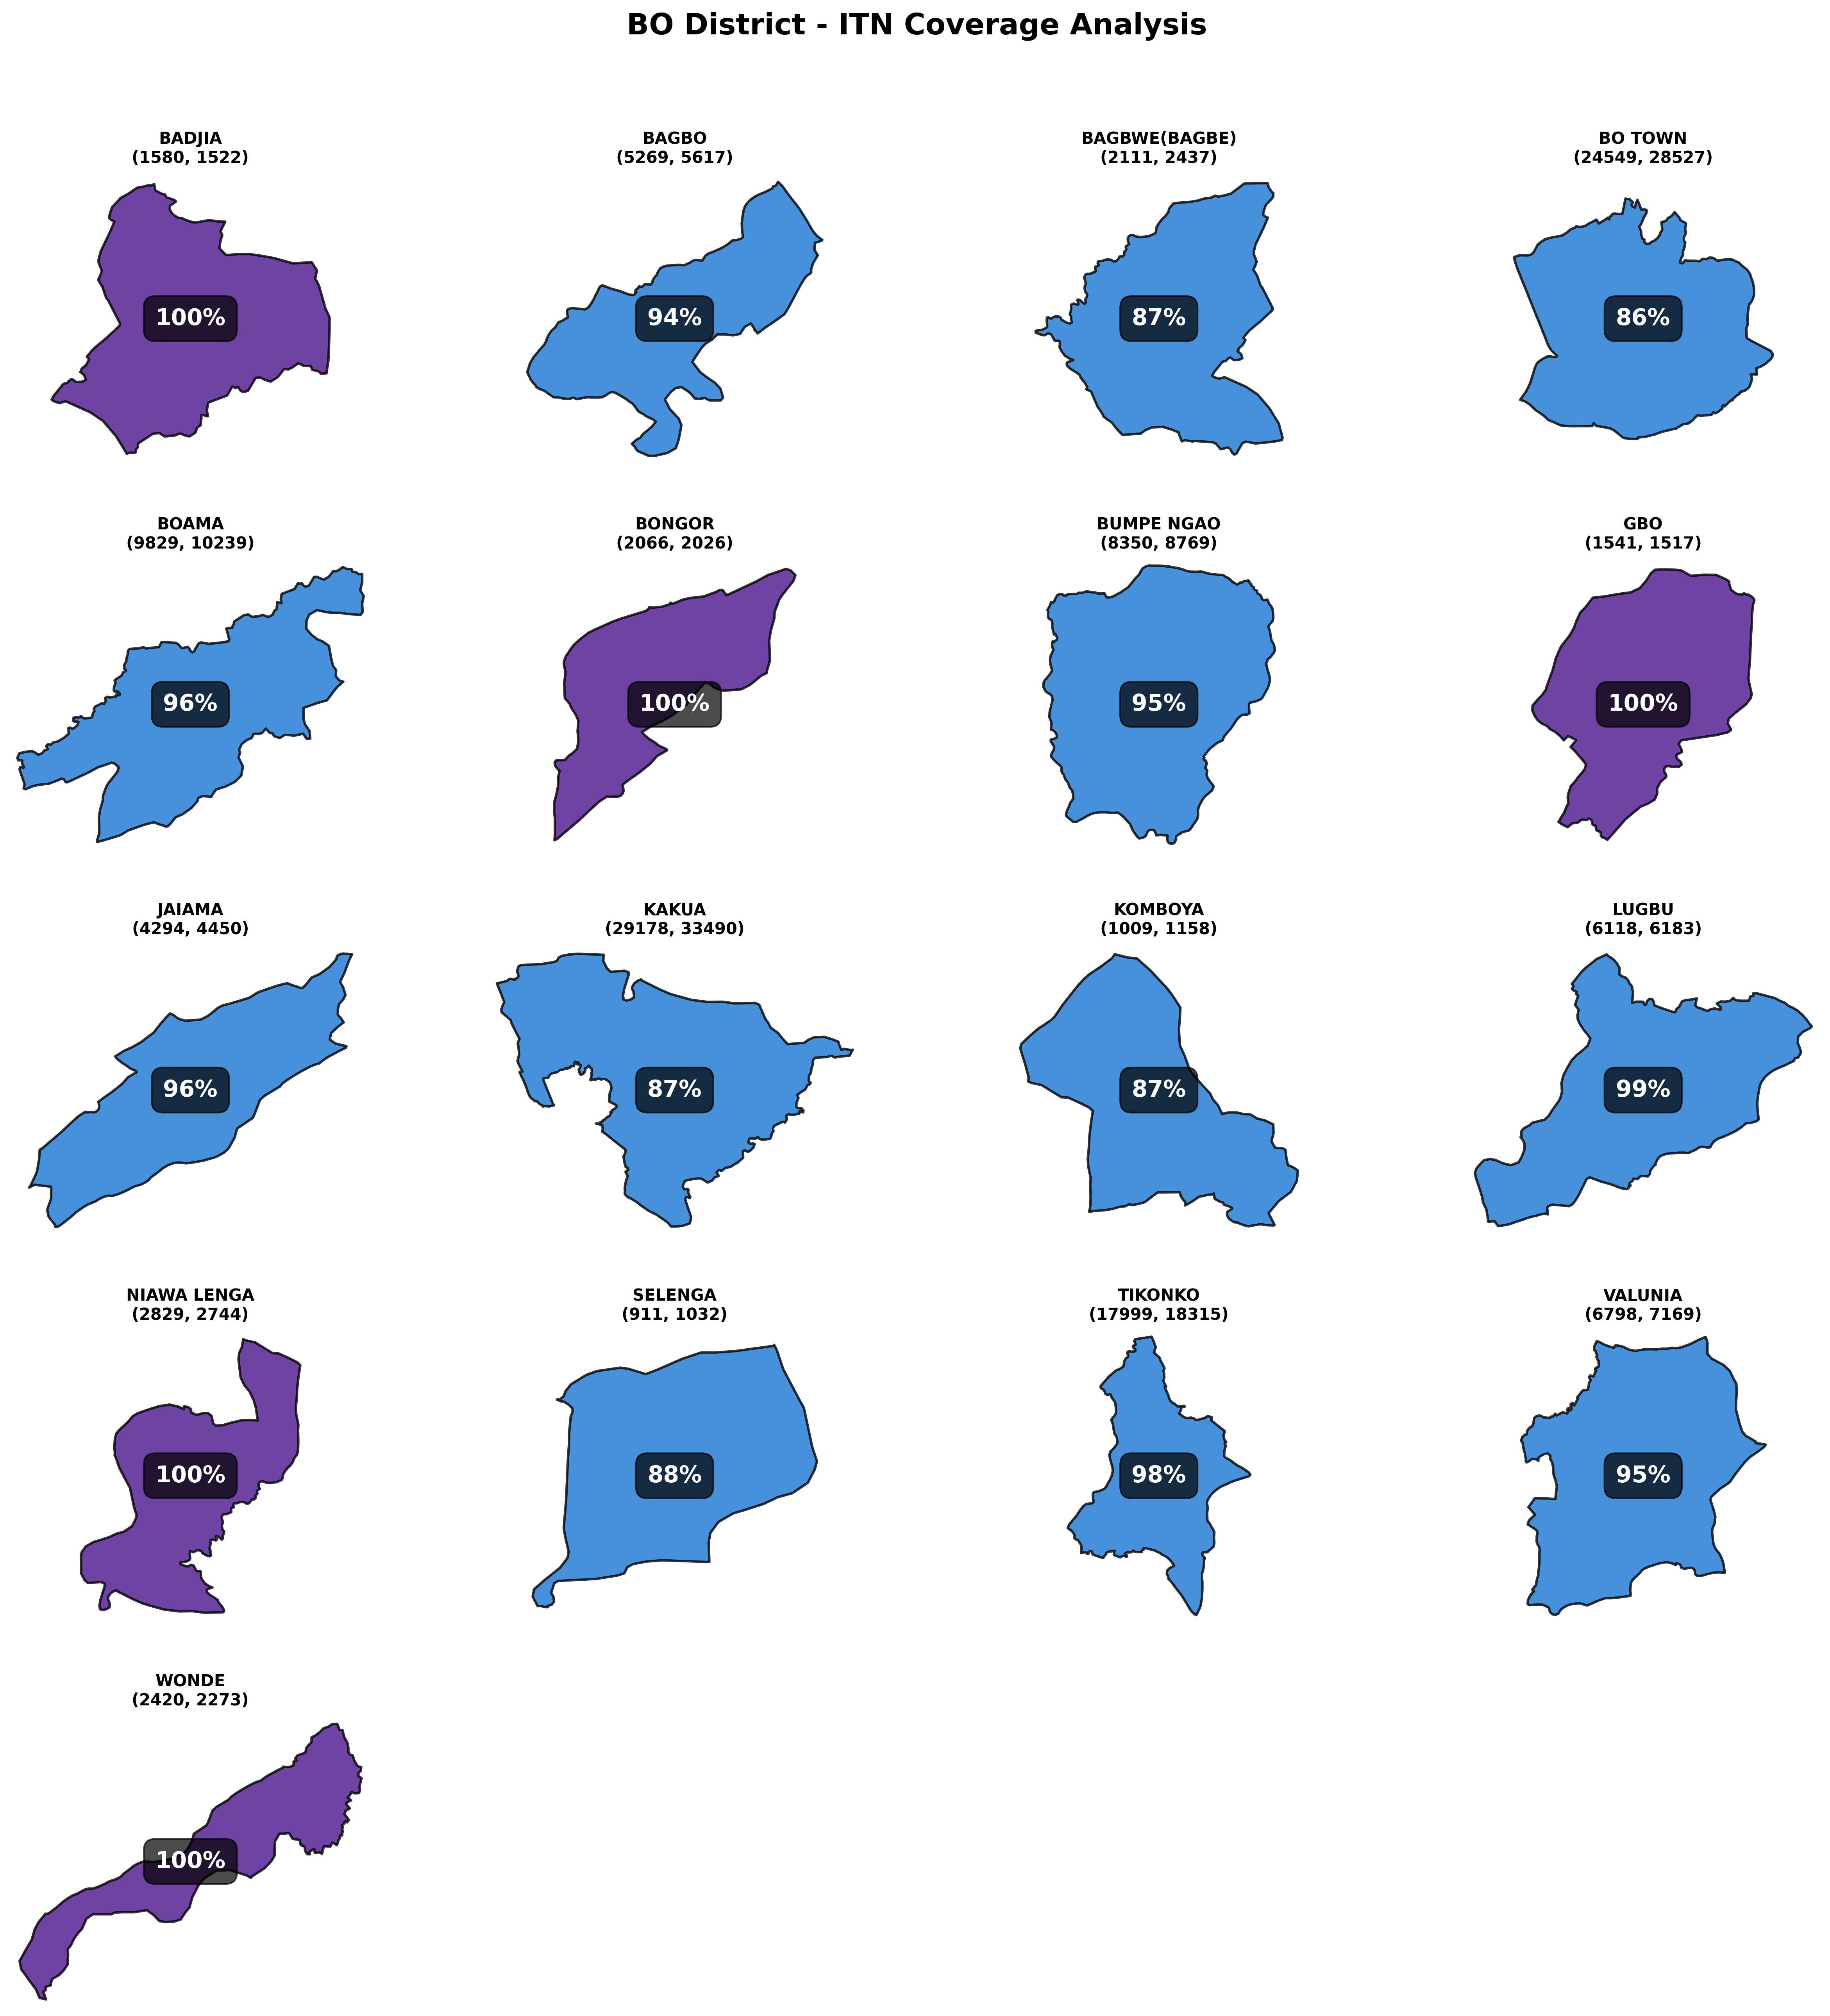 BO District - ITN Coverage Analysis
BADJIA
(1580, 1522)
100%
BAGBO
(5269, 5617)
94%
BAGBWE(BAGBE)
(2111, 2437)
87%
BO TOWN
(24549, 28527)
86%
BOAMA
(9829, 10239)
96%
BONGOR
(2066, 2026)
100%
BUMPE NGAO
(8350, 8769)
95%
GBO
(1541, 1517)
100%
JAIAMA
(4294, 4450)
96%
KAKUA
(29178, 33490)
87%
KOMBOYA
(1009, 1158)
87%
LUGBU
(6118, 6183)
99%
NIAWA LENGA
(2829, 2744)
100%
SELENGA
(911, 1032)
88%
TIKONKO
(17999, 18315)
98%
VALUNIA
(6798, 7169)
95%
WONDE
(2420, 2273)
100%